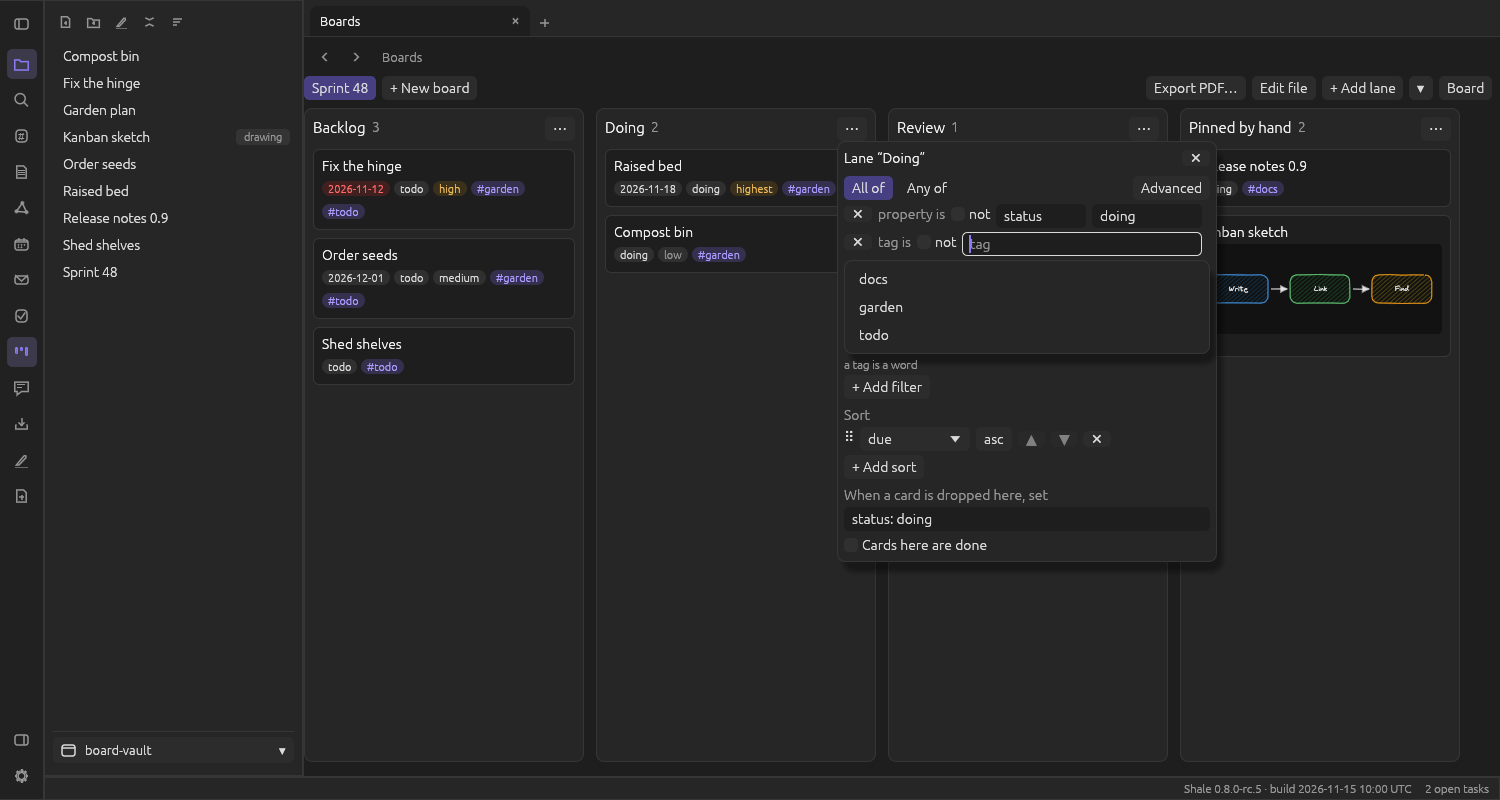 Boards
Boards
Sprint 48
+ New board
Export PDF...
Edit file
+ Add lane
▼
Board
Compost bin
Fix the hinge
Garden plan
Kanban sketch
drawing
Order seeds
Raised bed
Release notes 0.9
Shed shelves
Sprint 48
board-vault
Backlog 3
Fix the hinge
2026-11-12 todo high #garden
#todo
Order seeds
2026-12-01 todo medium #garden
#todo
Shed shelves
todo #todo
Doing 2
Raised bed
2026-11-18 doing highest #garden
Compost bin
doing low #garden
Review 1
Lane “Doing”
All of
Any of
Advanced
property is not status doing
tag is not tag
docs
garden
todo
a tag is a word
+ Add filter
Sort
due
asc
+ Add sort
When a card is dropped here, set
status: doing
Cards here are done
Pinned by hand 2
ease notes 0.9
ng #docs
nban sketch
Write
Link
Find
Shale 0.8.0-rc.5 · build 2026-11-15 10:00 UTC
2 open tasks